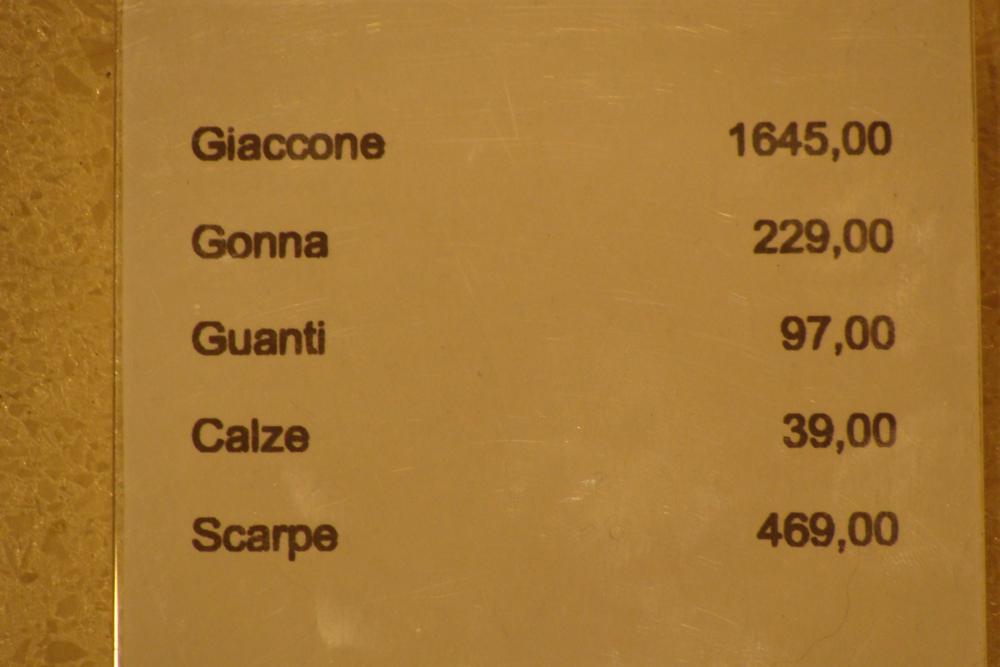 Giaccone 1645,00
Gonna 229,00
Guanti 97,00
Calze 39,00
Scarpe 469,00